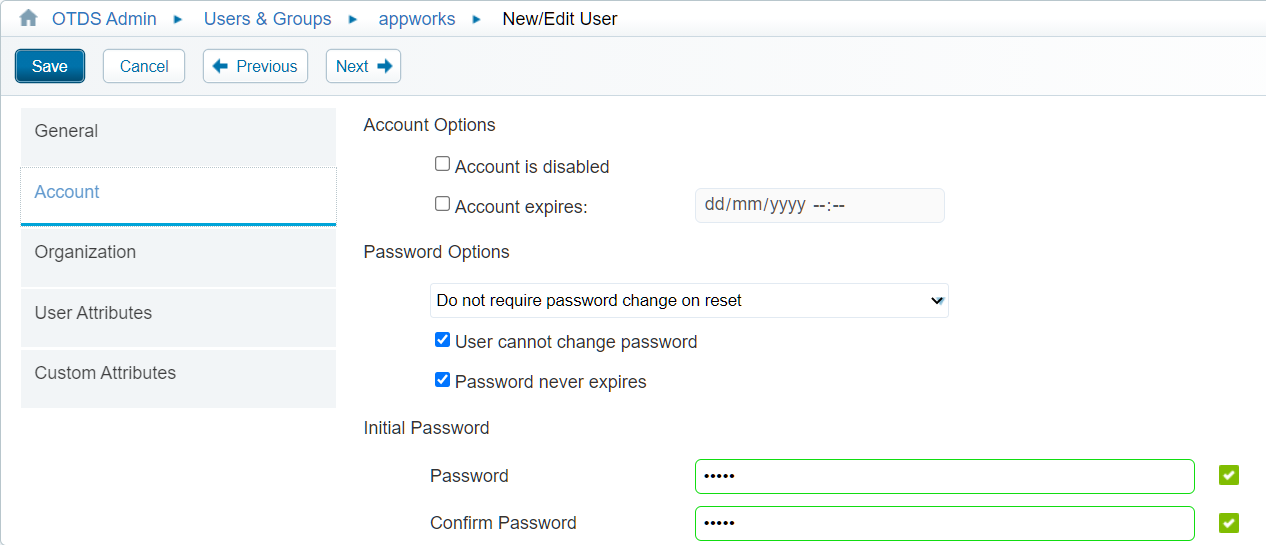 OTDS Admin ▸ Users & Groups ▸ appworks ▸ New/Edit User
Save Cancel Previous Next
General
Account
Organization
User Attributes
Custom Attributes
Account Options
Account is disabled
Account expires: dd/mm/yyyy --:--
Password Options
Do not require password change on reset
User cannot change password
Password never expires
Initial Password
Password •••••
Confirm Password •••••